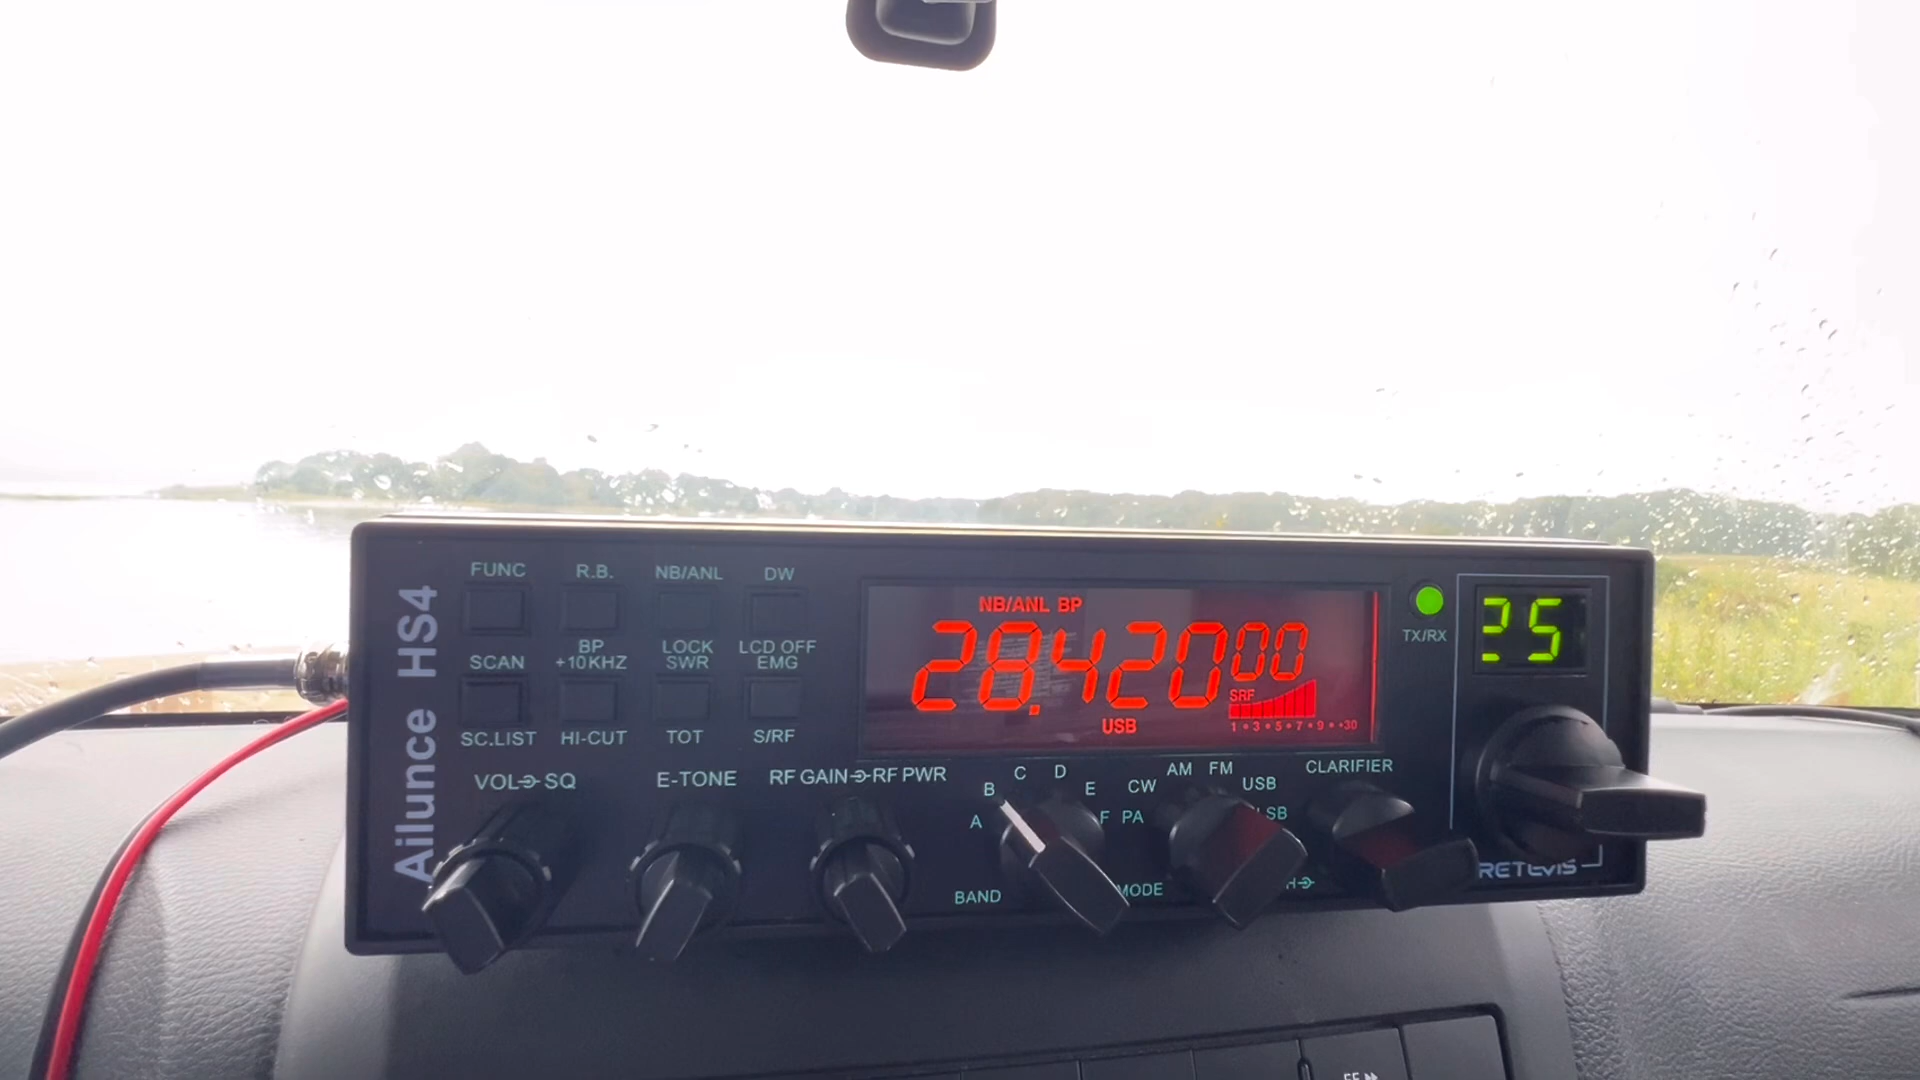 Ailunce HS4
FUNC R.B. NB/ANL DW
SCAN BP +10KHZ LOCK SWR LCD OFF EMG
SC.LIST HI-CUT TOT S/RF
VOL SQ E-TONE RF GAIN RF PWR
NB/ANL BP
28.42000
SRF
1 3 5 7 9 +30
USB
TX/RX
25
A B C D E F
BAND
PA CW AM FM USB LSB
MODE
CLARIFIER
RETEVIS